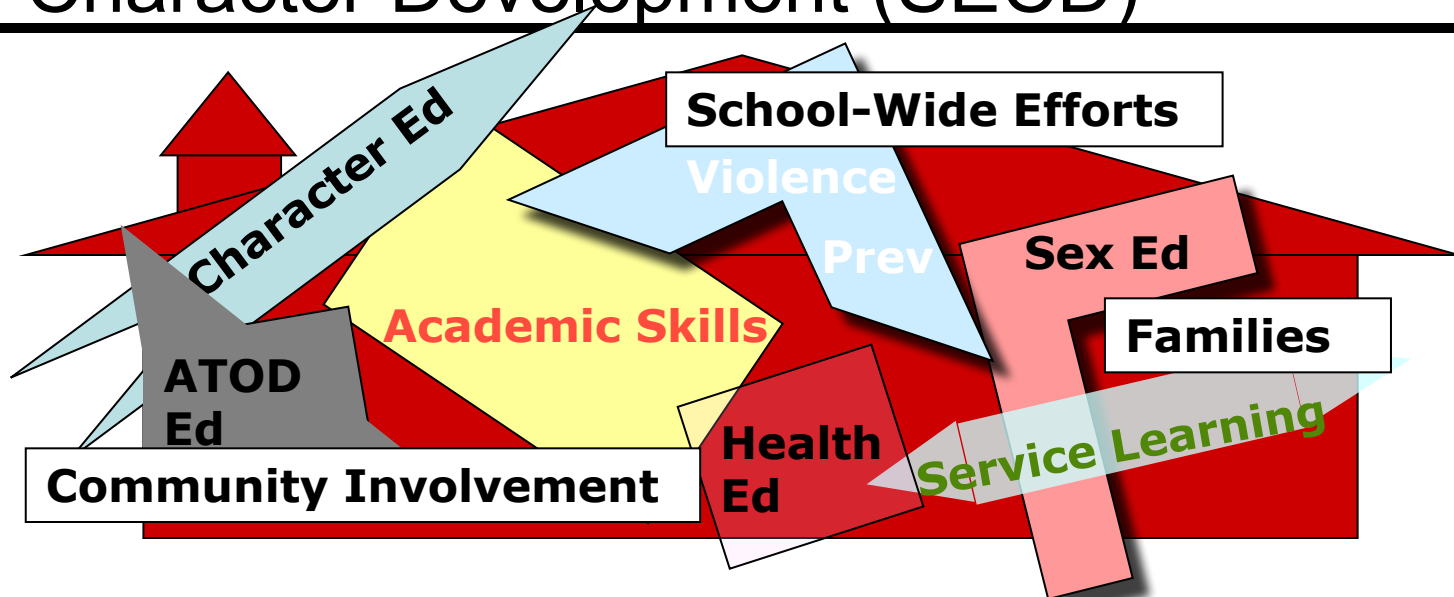 Character Development (SECD)
School-Wide Efforts
Character Ed
Violence
Prev
Sex Ed
Academic Skills
Families
ATOD
Ed
Service Learning
Health
Ed
Community Involvement